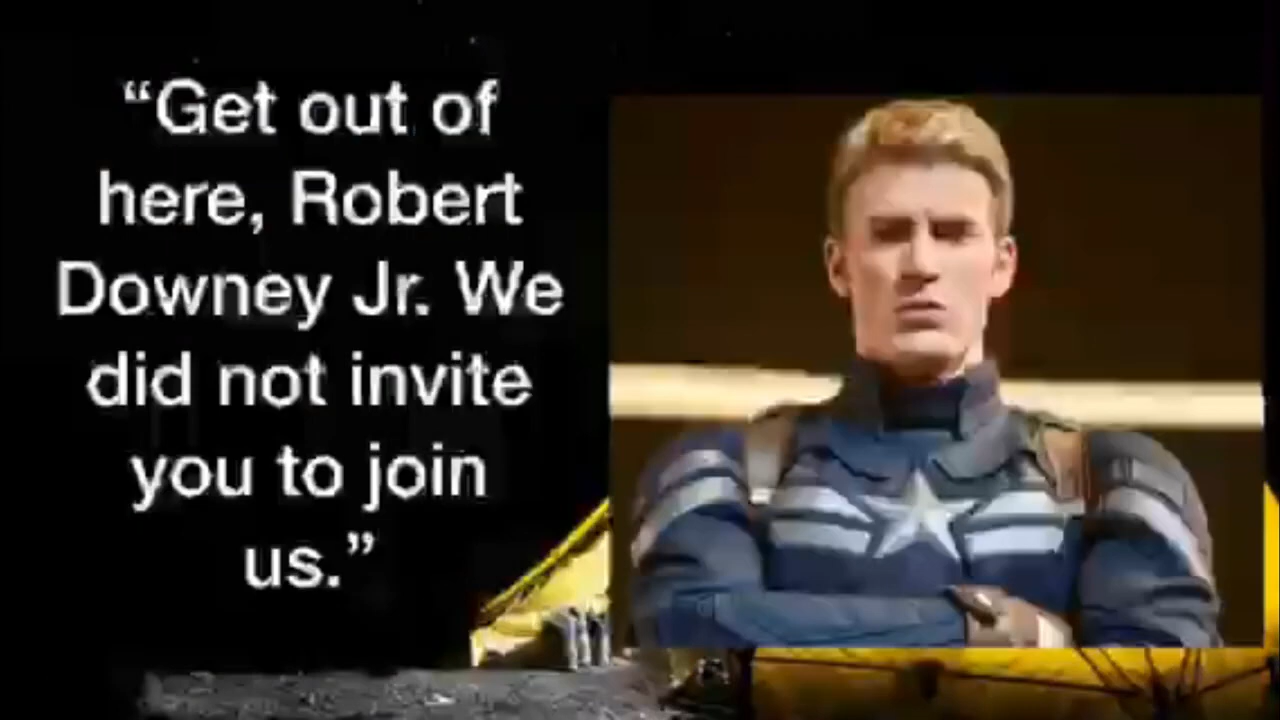 “Get out of
here, Robert
Downey Jr. We
did not invite
you to join
us.”